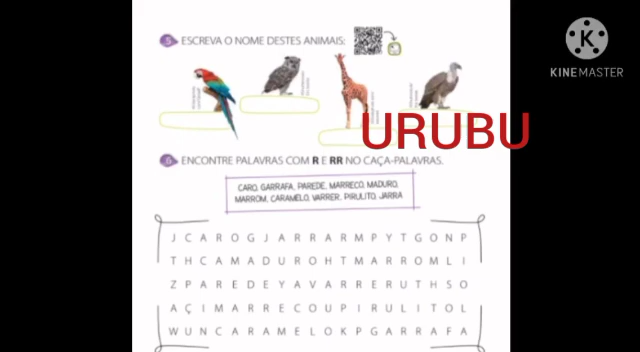 5 ESCREVA O NOME DESTES ANIMAIS:
KINEMASTER
URUBU
6 ENCONTRE PALAVRAS COM R E RR NO CAÇA-PALAVRAS.
CARO, GARRAFA, PAREDE, MARRECO, MADURO,
MARROM, CARAMELO, VARRER, PIRULITO, JARRA
J C A R O G J A R R A R M P Y T G O N P
T H C A M A D U R O H T M A R R O M L I
Z P A R E D E Y A V A R R E R U T H S O
A Ç I M A R R E C O U P I R U L I T O L
W U N C A R A M E L O K P G A R R A F A